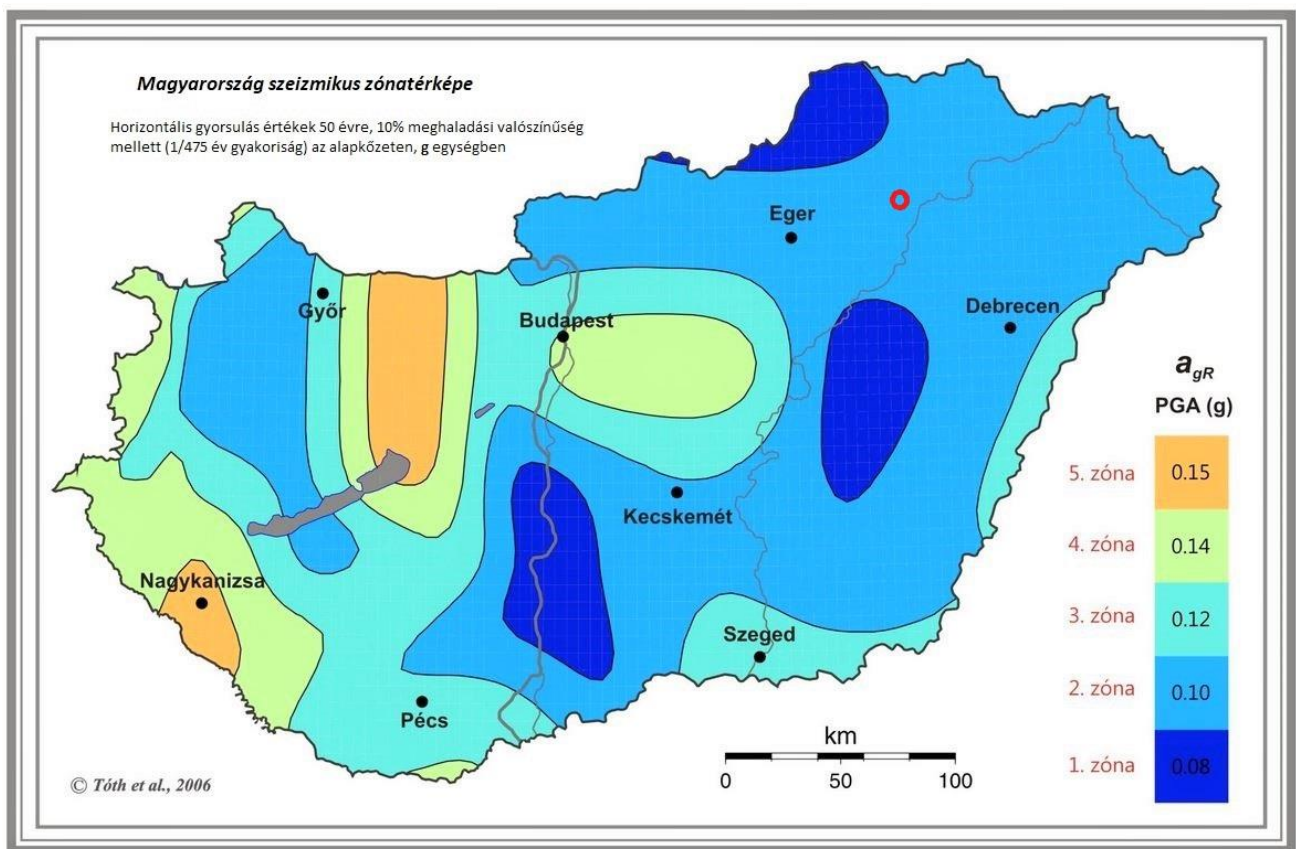 Magyarország szeizmikus zónatérképe
Horizontális gyorsulás értékek 50 évre, 10% meghaladási valószínűség
mellett (1/475 év gyakoriság) az alapkőzeten, g egységben
Eger
Győr
Budapest
Debrecen
Kecskemét
Nagykanizsa
Szeged
Pécs
a_gR
PGA (g)
5. zóna 0.15
4. zóna 0.14
3. zóna 0.12
2. zóna 0.10
1. zóna 0.08
km
0 50 100
© Tóth et al., 2006